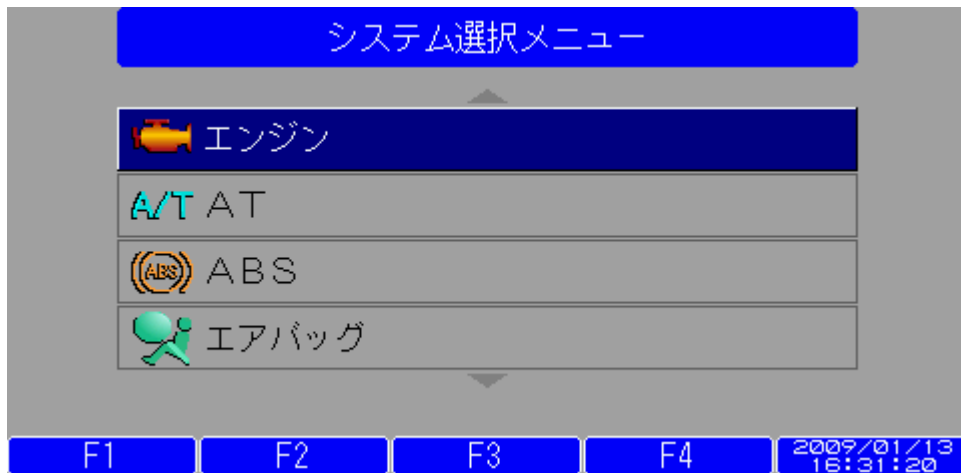 システム選択メニュー
エンジン
A/T ＡＴ
(ABS) ＡＢＳ
エアバッグ
F1 F2 F3 F4 2009/01/13
16:31:20